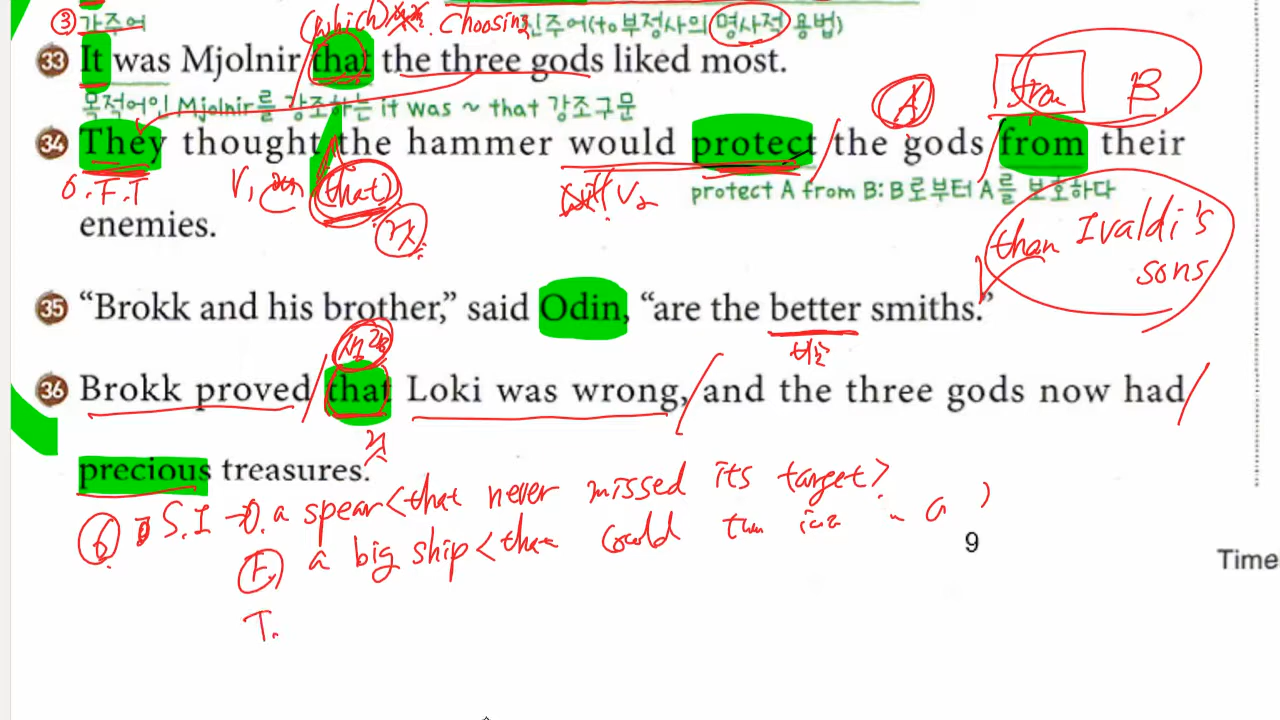 ③ 가주어 (which) choosing 진주어(to부정사의 명사적 용법)
33 It was Mjolnir that the three gods liked most.
목적어인 Mjolnir를 강조하는 it was ~ that 강조구문
A from B
34 They thought the hammer would protect the gods from their
O.F.T (that) will protect A from B: B로부터 A를 보호하다
enemies.
than Ivaldi's
sons
35 “Brokk and his brother,” said Odin, “are the better smiths.”
36 Brokk proved that Loki was wrong, and the three gods now had
precious treasures.
6 S.I → O. a spear <that never missed its target>
F. a big ship <that could
T.
9
Time